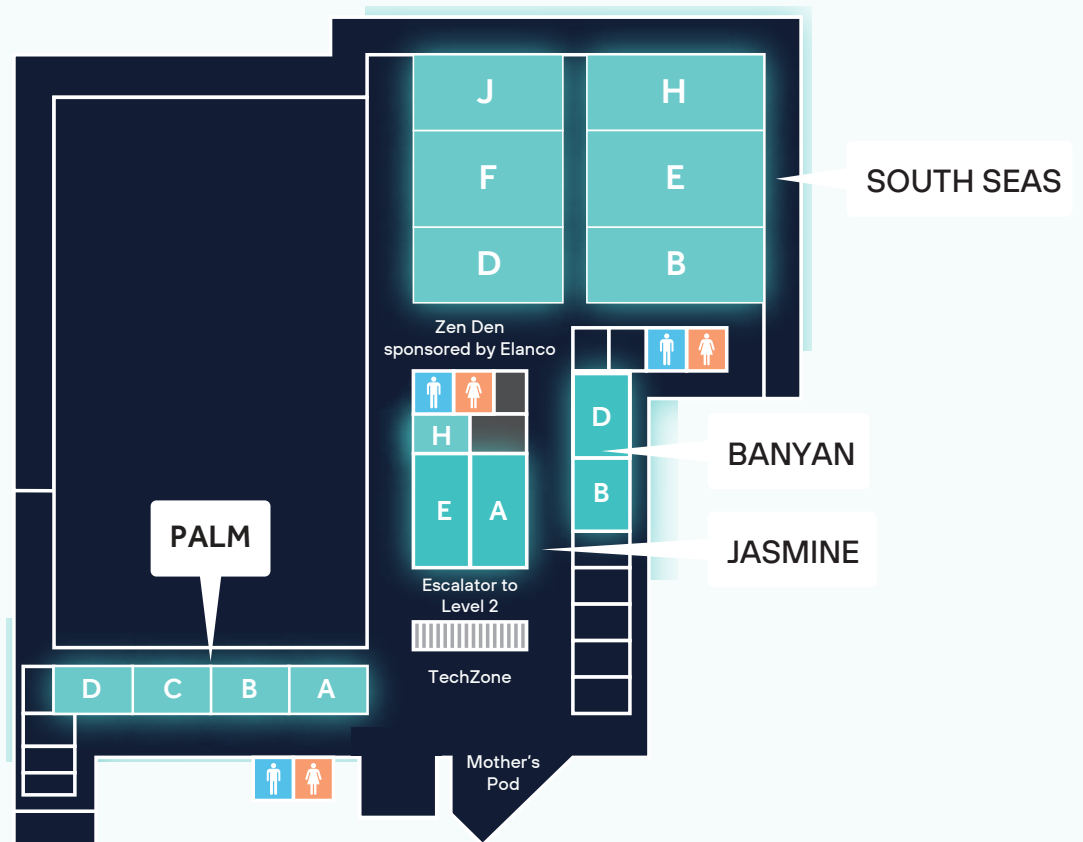 J
H
F
E
SOUTH SEAS
D
B
Zen Den
sponsored by Elanco
H
D
BANYAN
B
E
A
PALM
JASMINE
Escalator to
Level 2
TechZone
D
C
B
A
Mother's
Pod